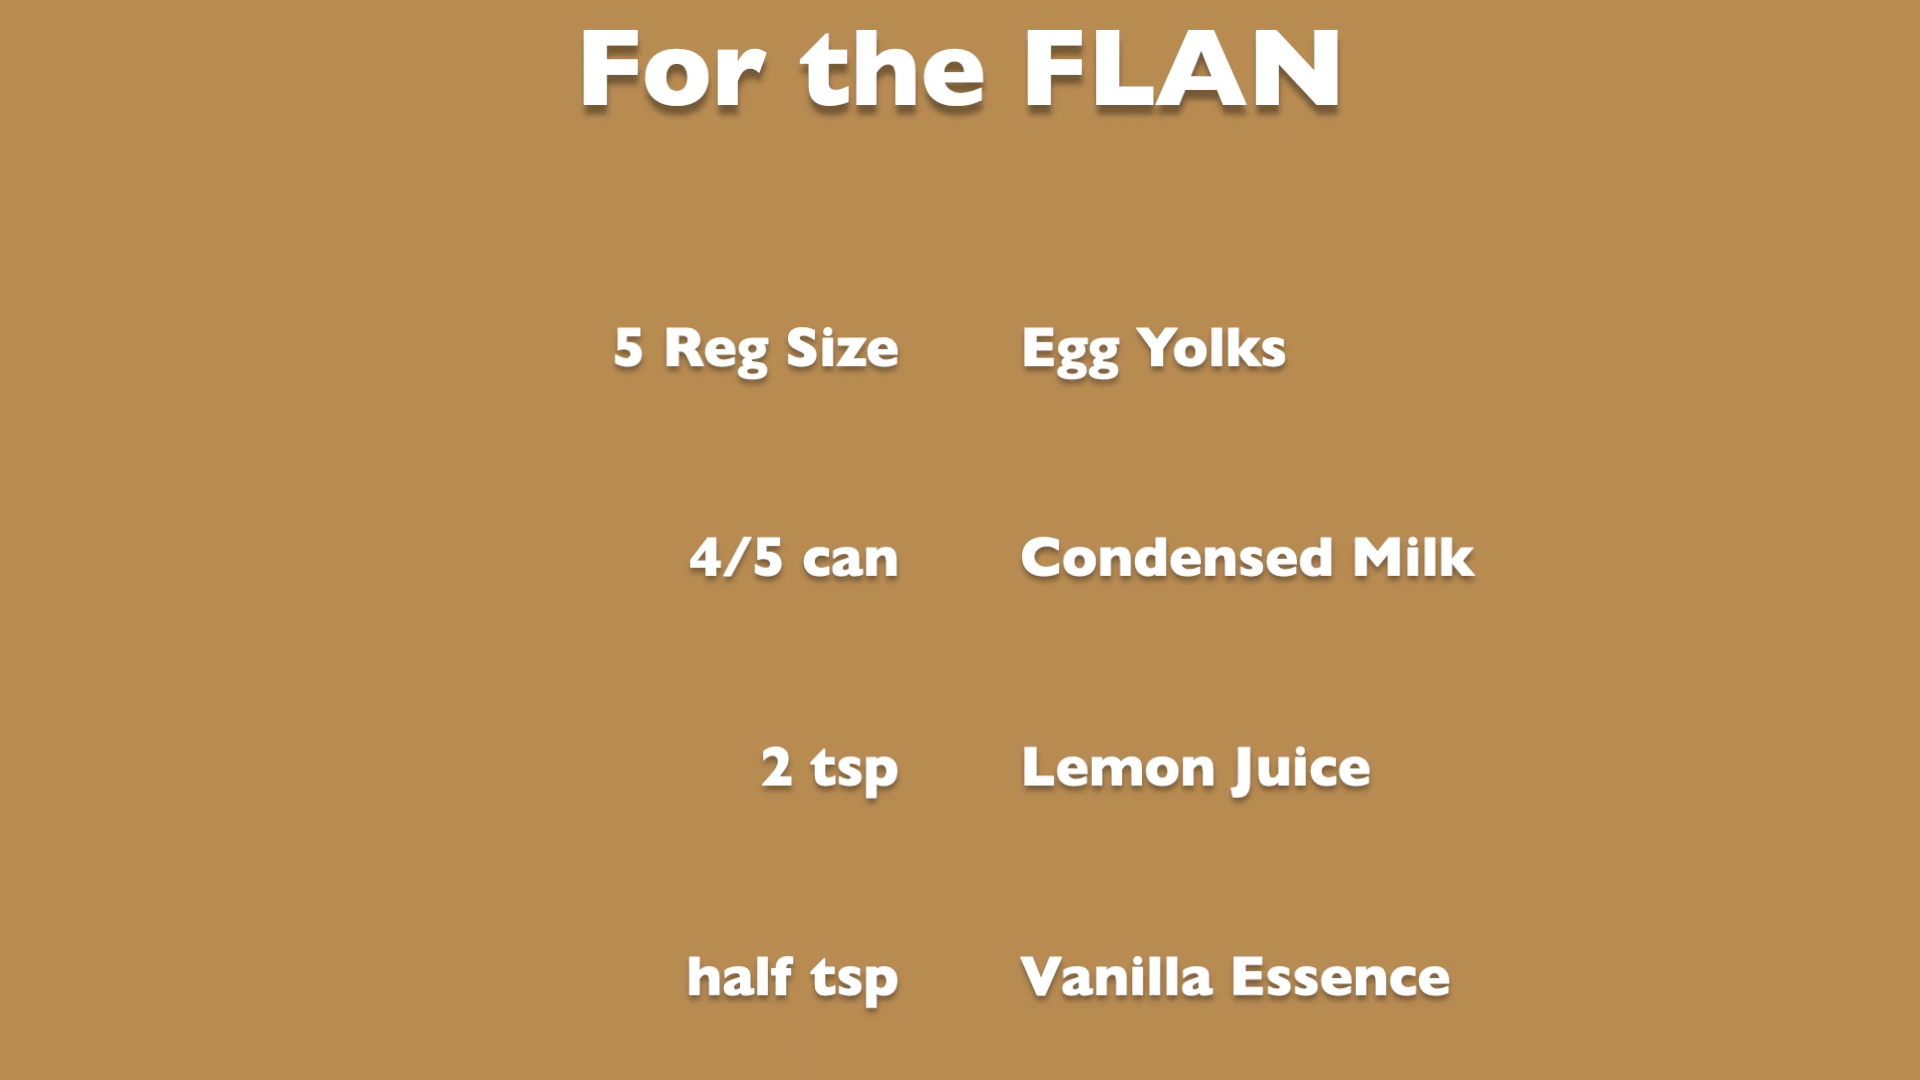 For the FLAN
5 Reg Size Egg Yolks
4/5 can Condensed Milk
2 tsp Lemon Juice
half tsp Vanilla Essence